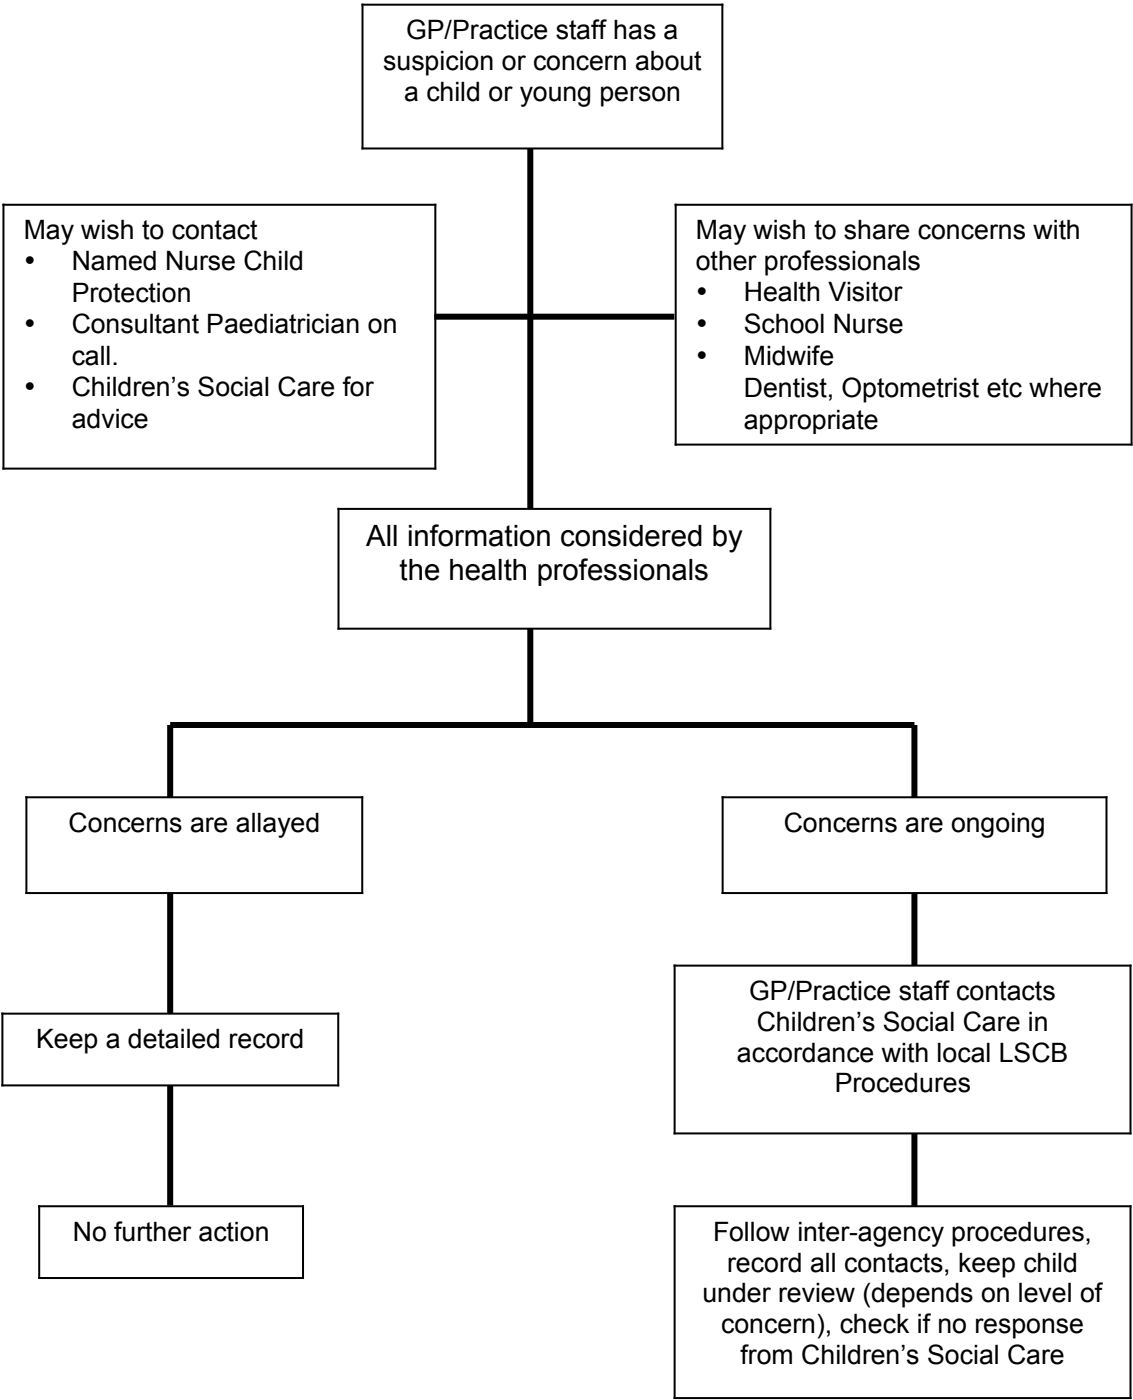 GP/Practice staff has a
suspicion or concern about
a child or young person
May wish to contact
• Named Nurse Child
Protection
• Consultant Paediatrician on
call.
• Children’s Social Care for
advice
May wish to share concerns with
other professionals
• Health Visitor
• School Nurse
• Midwife
Dentist, Optometrist etc where
appropriate
All information considered by
the health professionals
Concerns are allayed
Keep a detailed record
No further action
Concerns are ongoing
GP/Practice staff contacts
Children’s Social Care in
accordance with local LSCB
Procedures
Follow inter-agency procedures,
record all contacts, keep child
under review (depends on level of
concern), check if no response
from Children’s Social Care